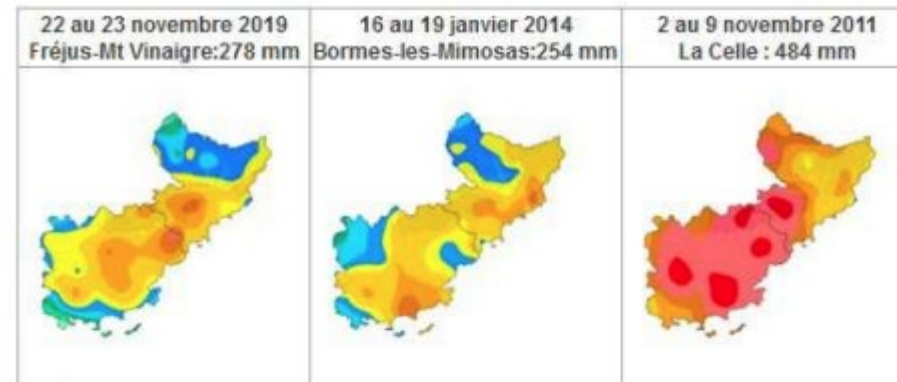 22 au 23 novembre 2019
Fréjus-Mt Vinaigre:278 mm
16 au 19 janvier 2014
Bormes-les-Mimosas:254 mm
2 au 9 novembre 2011
La Celle : 484 mm